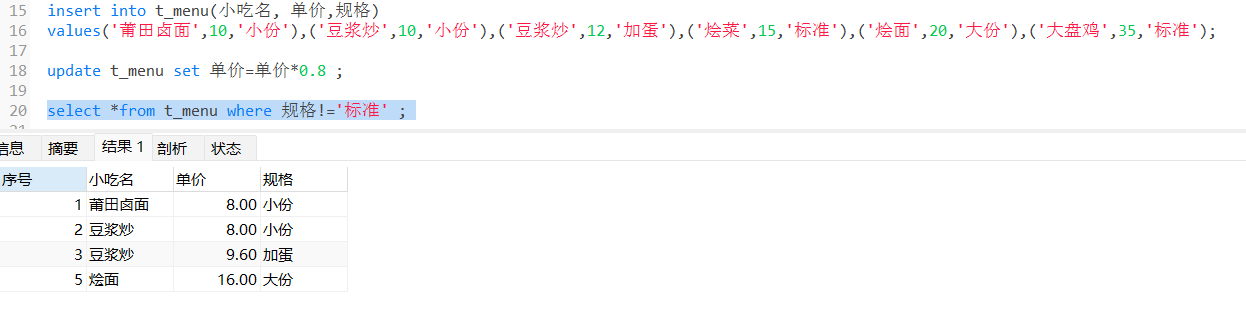 15 insert into t_menu(小吃名, 单价,规格)
16 values('莆田卤面',10,'小份'),('豆浆炒',10,'小份'),('豆浆炒',12,'加蛋'),('烩菜',15,'标准'),('烩面',20,'大份'),('大盘鸡',35,'标准');
17
18 update t_menu set 单价=单价*0.8 ;
19
20 select *from t_menu where 规格!='标准' ;
信息 摘要 结果 1 剖析 状态
序号 小吃名 单价 规格
1 莆田卤面 8.00 小份
2 豆浆炒 8.00 小份
3 豆浆炒 9.60 加蛋
5 烩面 16.00 大份